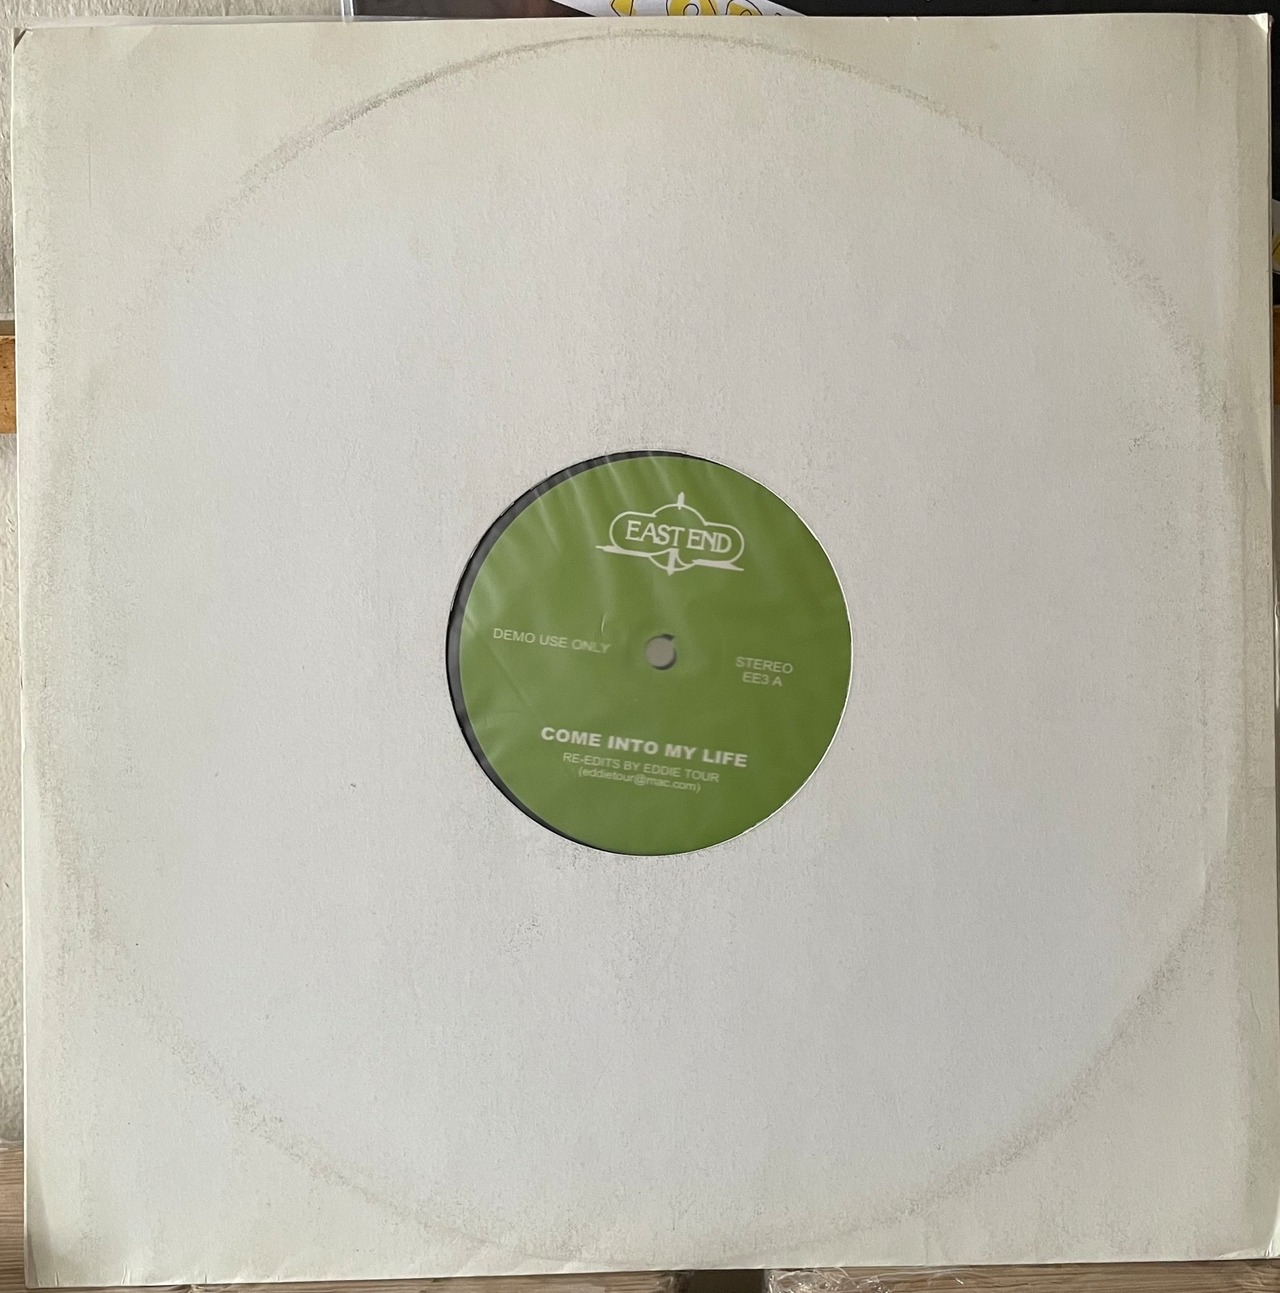 EAST END
DEMO USE ONLY
STEREO
EE3 A
COME INTO MY LIFE
RE-EDITS BY EDDIE TOUR
(eddietour@mac.com)